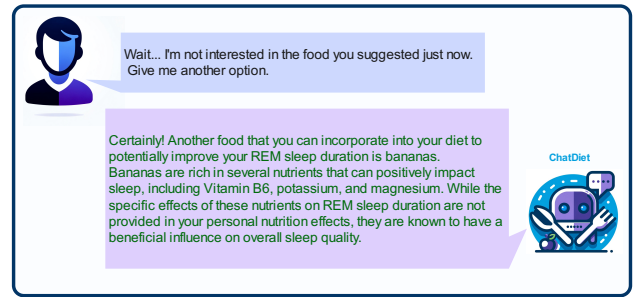 Wait... I'm not interested in the food you suggested just now.
Give me another option.
Certainly! Another food that you can incorporate into your diet to
potentially improve your REM sleep duration is bananas.
Bananas are rich in several nutrients that can positively impact
sleep, including Vitamin B6, potassium, and magnesium. While the
specific effects of these nutrients on REM sleep duration are not
provided in your personal nutrition effects, they are known to have a
beneficial influence on overall sleep quality.
ChatDiet